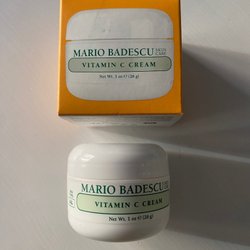 MARIO BADESCU SKIN CARE
VITAMIN C CREAM
Net Wt. 1 oz (28 g)
MARIO BADESCU
VITAMIN C CREAM
Net Wt. 1 oz (28 g)